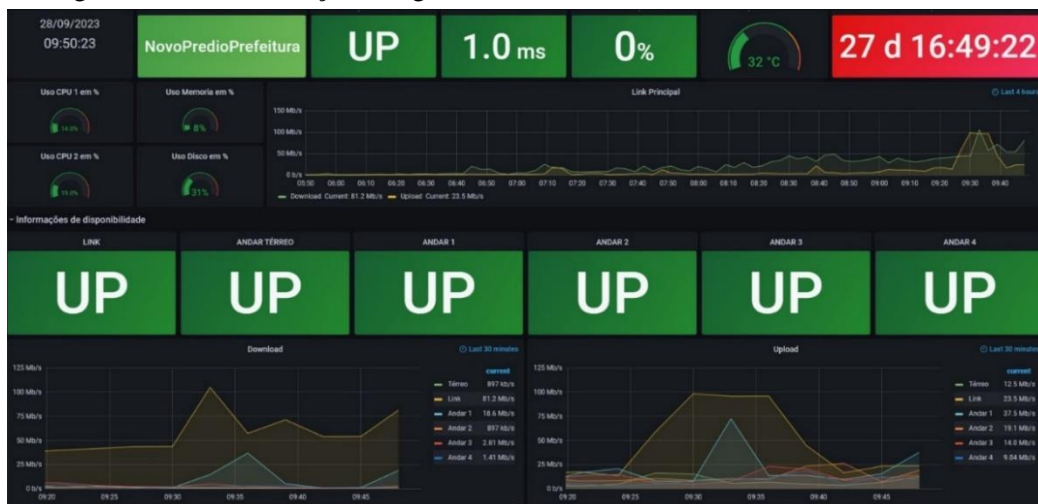 28/09/2023
09:50:23
NovoPredioPrefeitura
UP
1.0 ms
0%
32 °C
27 d 16:49:22
Uso CPU 1 em %
14.0%
Uso Memoria em %
8%
Uso CPU 2 em %
19.0%
Uso Disco em %
31%
Link Principal
Last 4 hours
150 Mb/s
100 Mb/s
50 Mb/s
0 b/s
05:50 06:00 06:10 06:20 06:30 06:40 06:50 07:00 07:10 07:20 07:30 07:40 07:50 08:00 08:10 08:20 08:30 08:40 08:50 09:00 09:10 09:20 09:30 09:40
Download Current: 81.2 Mb/s Upload Current: 23.5 Mb/s
Informações de disponibilidade
LINK
UP
ANDAR TÉRREO
UP
ANDAR 1
UP
ANDAR 2
UP
ANDAR 3
UP
ANDAR 4
UP
Download
Last 30 minutes
125 Mb/s
100 Mb/s
75 Mb/s
50 Mb/s
25 Mb/s
0 b/s
09:20 09:25 09:30 09:35 09:40 09:45
current
Térreo 897 kb/s
Link 81.2 Mb/s
Andar 1 18.6 Mb/s
Andar 2 897 kb/s
Andar 3 2.81 Mb/s
Andar 4 1.41 Mb/s
Upload
Last 30 minutes
125 Mb/s
100 Mb/s
75 Mb/s
50 Mb/s
25 Mb/s
0 b/s
09:20 09:25 09:30 09:35 09:40 09:45
current
Térreo 12.5 Mb/s
Link 23.5 Mb/s
Andar 1 37.5 Mb/s
Andar 2 19.1 Mb/s
Andar 3 14.0 Mb/s
Andar 4 9.04 Mb/s